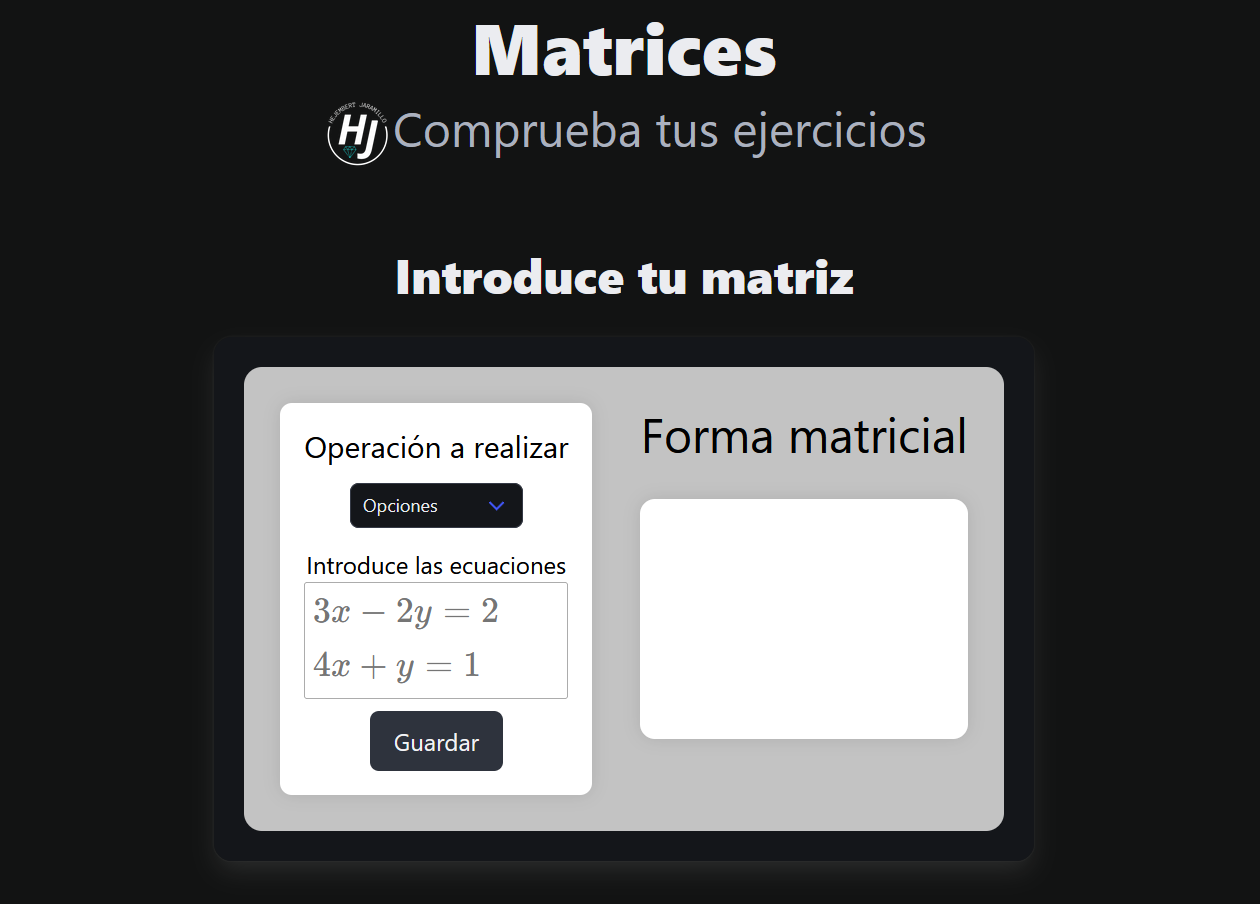 Matrices
HEJEMBERT JARAMILLO
HJ
Comprueba tus ejercicios
Introduce tu matriz
Operación a realizar
Opciones
Introduce las ecuaciones
3x − 2y = 2
4x + y = 1
Guardar
Forma matricial